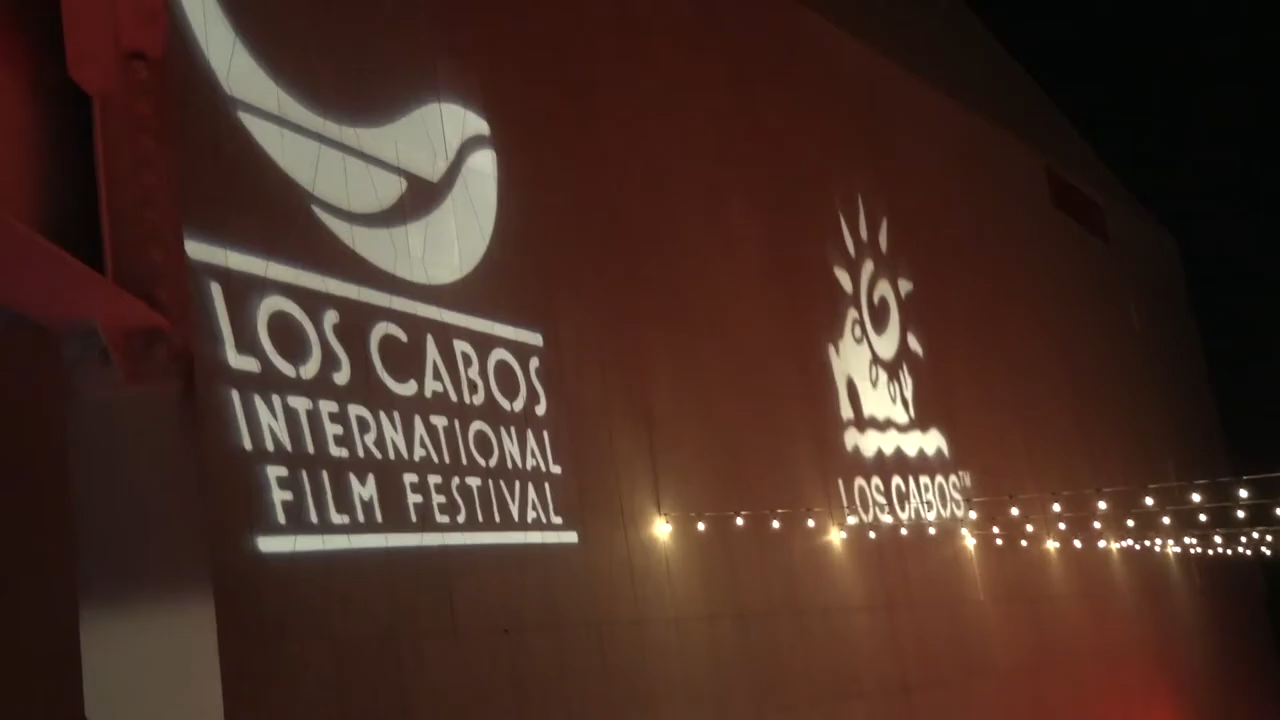 LOS CABOS
INTERNATIONAL
FILM FESTIVAL
LOS CABOS™